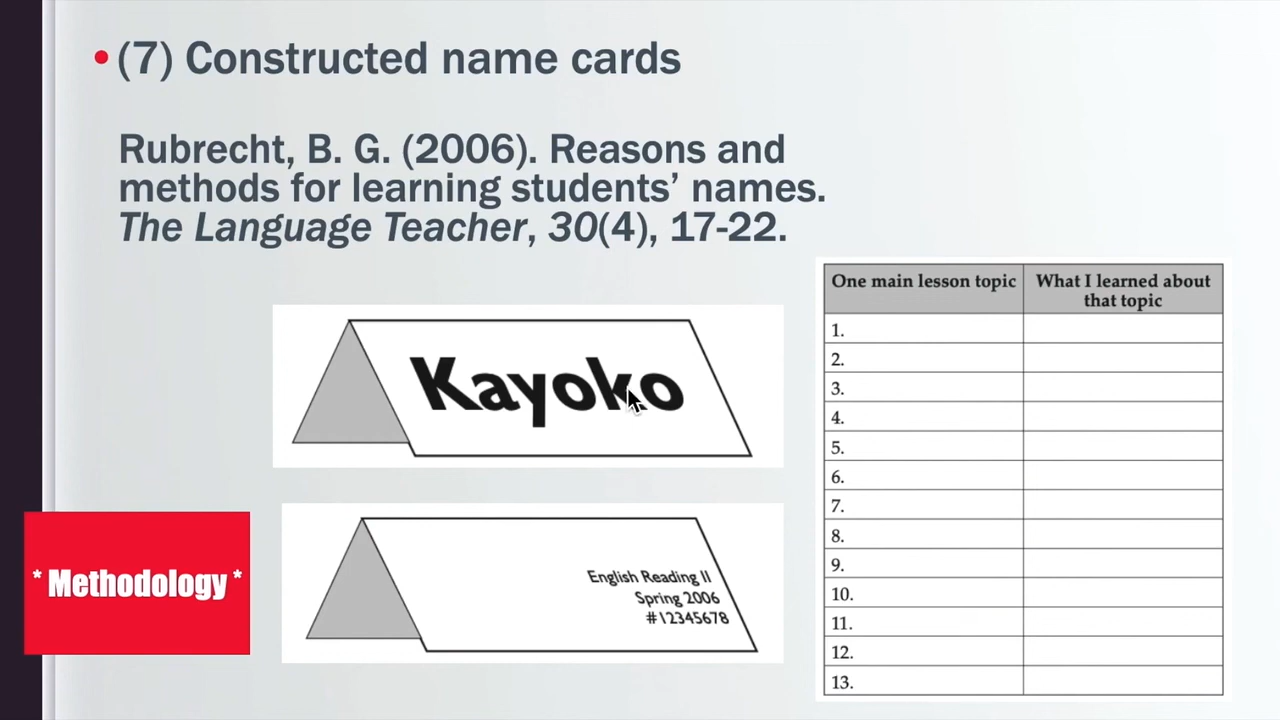 • (7) Constructed name cards
Rubrecht, B. G. (2006). Reasons and
methods for learning students’ names.
The Language Teacher, 30(4), 17-22.
Kayoko
English Reading II
Spring 2006
#12345678
* Methodology *
One main lesson topic
What I learned about
that topic
1.
2.
3.
4.
5.
6.
7.
8.
9.
10.
11.
12.
13.